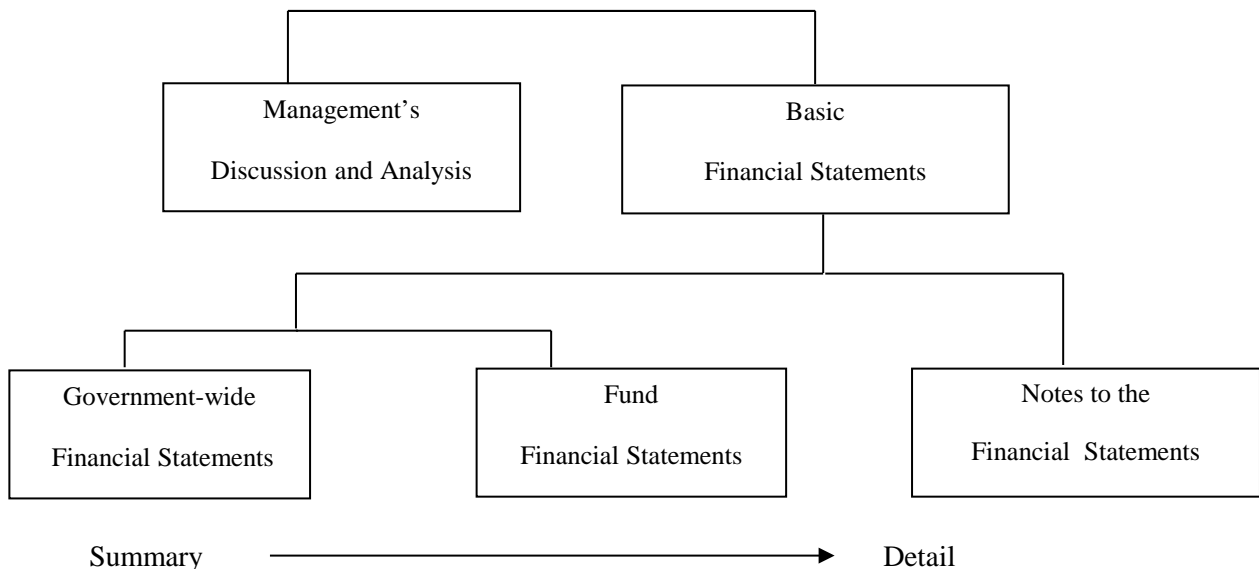 Management’s
Discussion and Analysis
Basic
Financial Statements
Government-wide
Financial Statements
Fund
Financial Statements
Notes to the
Financial Statements
Summary
Detail